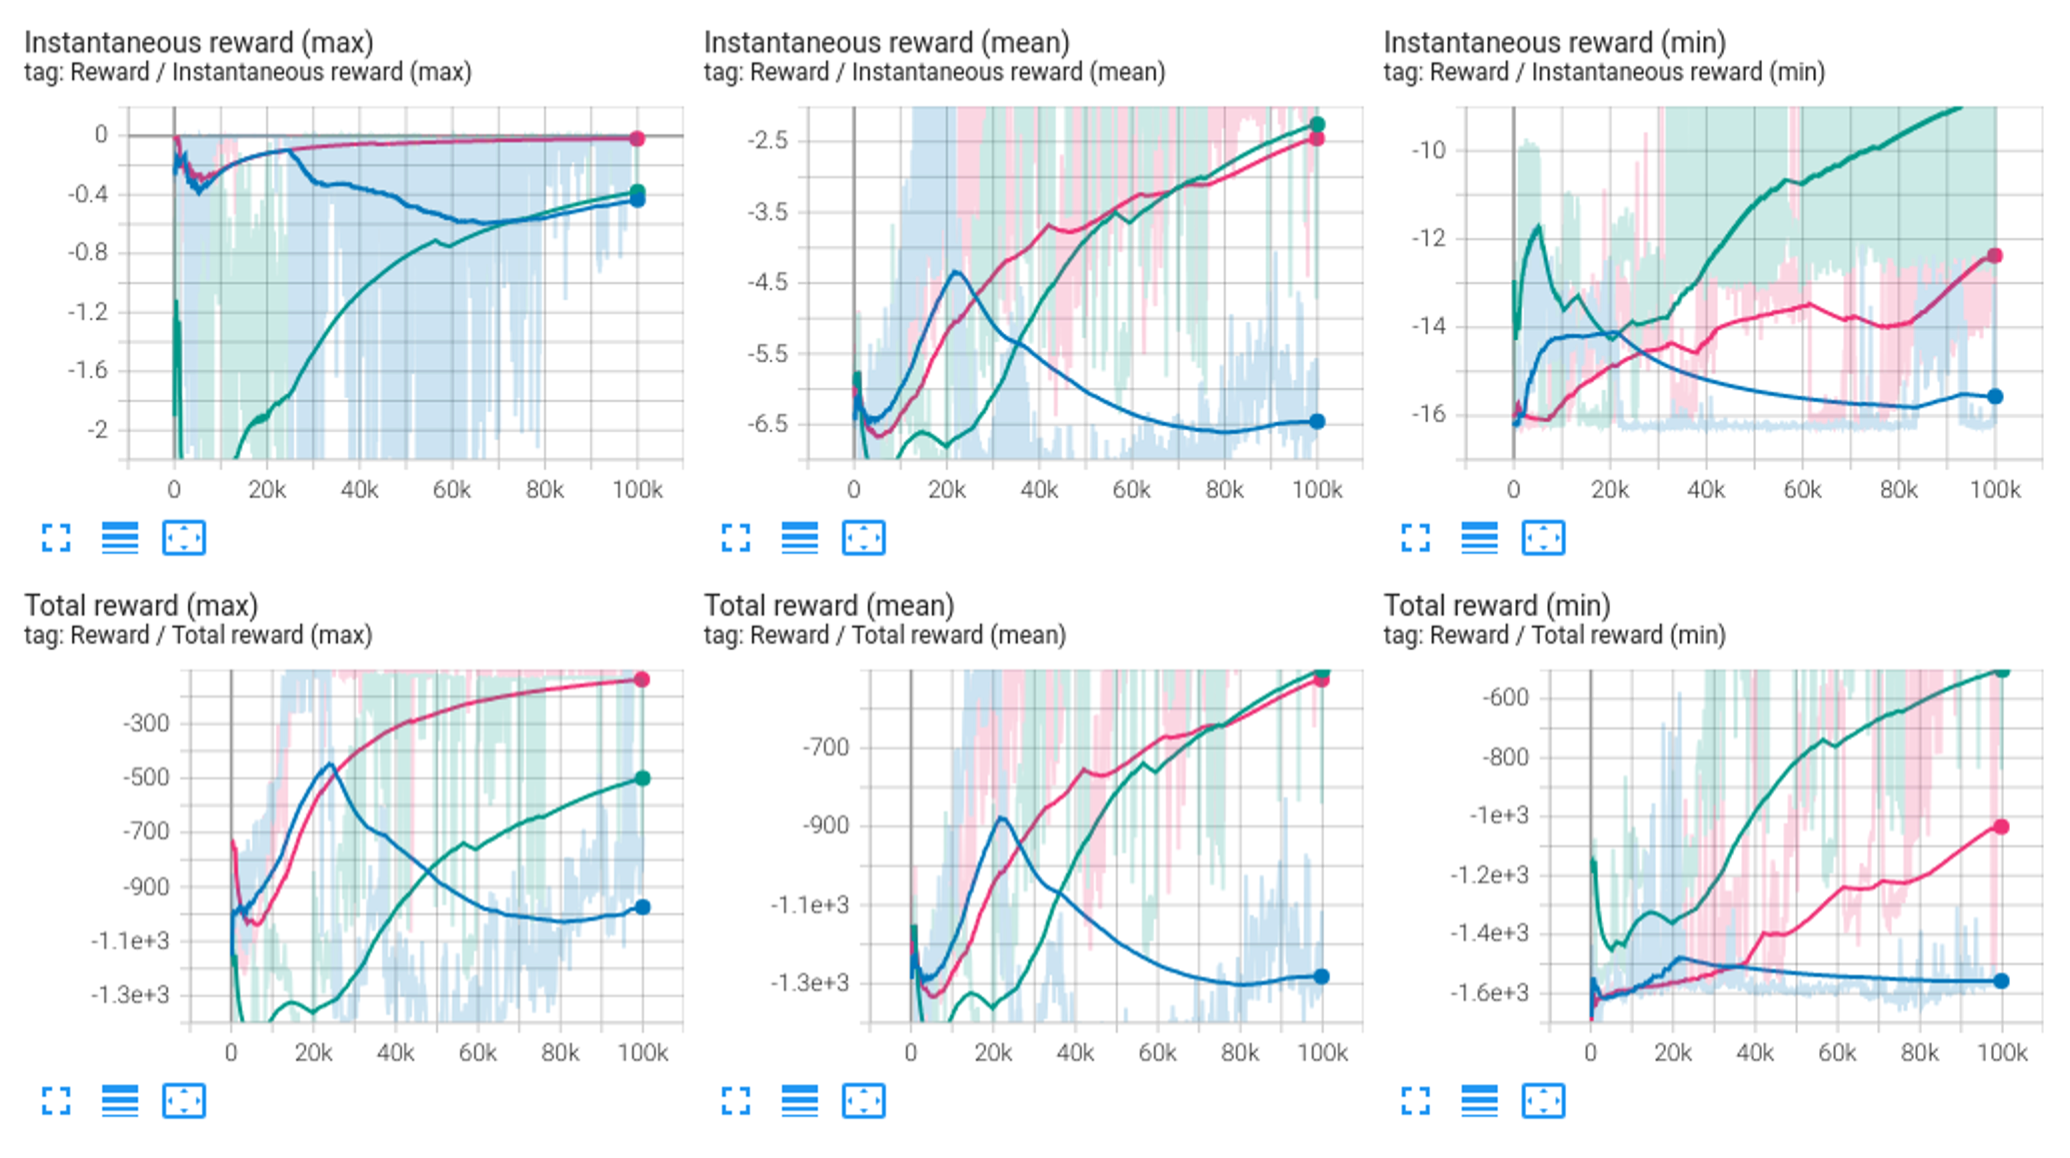 Instantaneous reward (max)
tag: Reward / Instantaneous reward (max)
0
-0.4
-0.8
-1.2
-1.6
-2
0 20k 40k 60k 80k 100k
Instantaneous reward (mean)
tag: Reward / Instantaneous reward (mean)
-2.5
-3.5
-4.5
-5.5
-6.5
0 20k 40k 60k 80k 100k
Instantaneous reward (min)
tag: Reward / Instantaneous reward (min)
-10
-12
-14
-16
0 20k 40k 60k 80k 100k
Total reward (max)
tag: Reward / Total reward (max)
-300
-500
-700
-900
-1.1e+3
-1.3e+3
0 20k 40k 60k 80k 100k
Total reward (mean)
tag: Reward / Total reward (mean)
-700
-900
-1.1e+3
-1.3e+3
0 20k 40k 60k 80k 100k
Total reward (min)
tag: Reward / Total reward (min)
-600
-800
-1e+3
-1.2e+3
-1.4e+3
-1.6e+3
0 20k 40k 60k 80k 100k